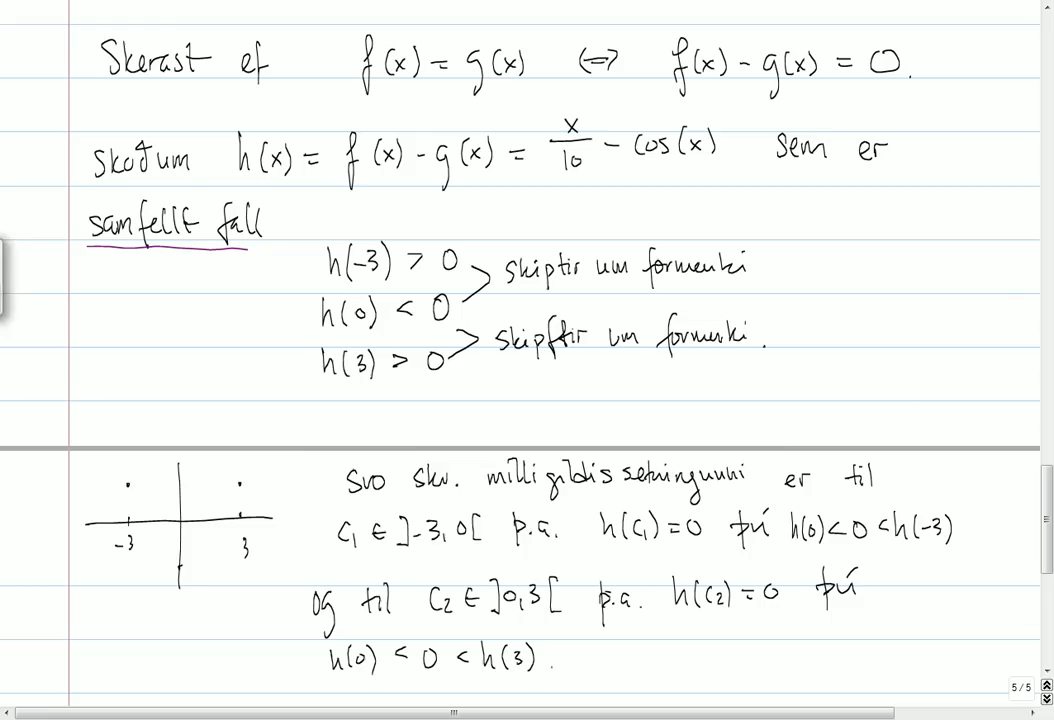 Skerast ef f(x) = g(x) ⟺ f(x) - g(x) = 0.
skoðum h(x) = f(x) - g(x) = x/10 - cos(x) sem er
samfellt fall
h(-3) > 0
skiptir um formerki
h(0) < 0
skipftir um formerki.
h(3) > 0
svo skv. milligildissetningunni er til
c₁ ∈ ]-3,0[ þ.a. h(c₁) = 0 því h(0) < 0 < h(-3)
-3 3
og til c₂ ∈ ]0,3[ þ.a. h(c₂) = 0 því
h(0) < 0 < h(3).
5/5